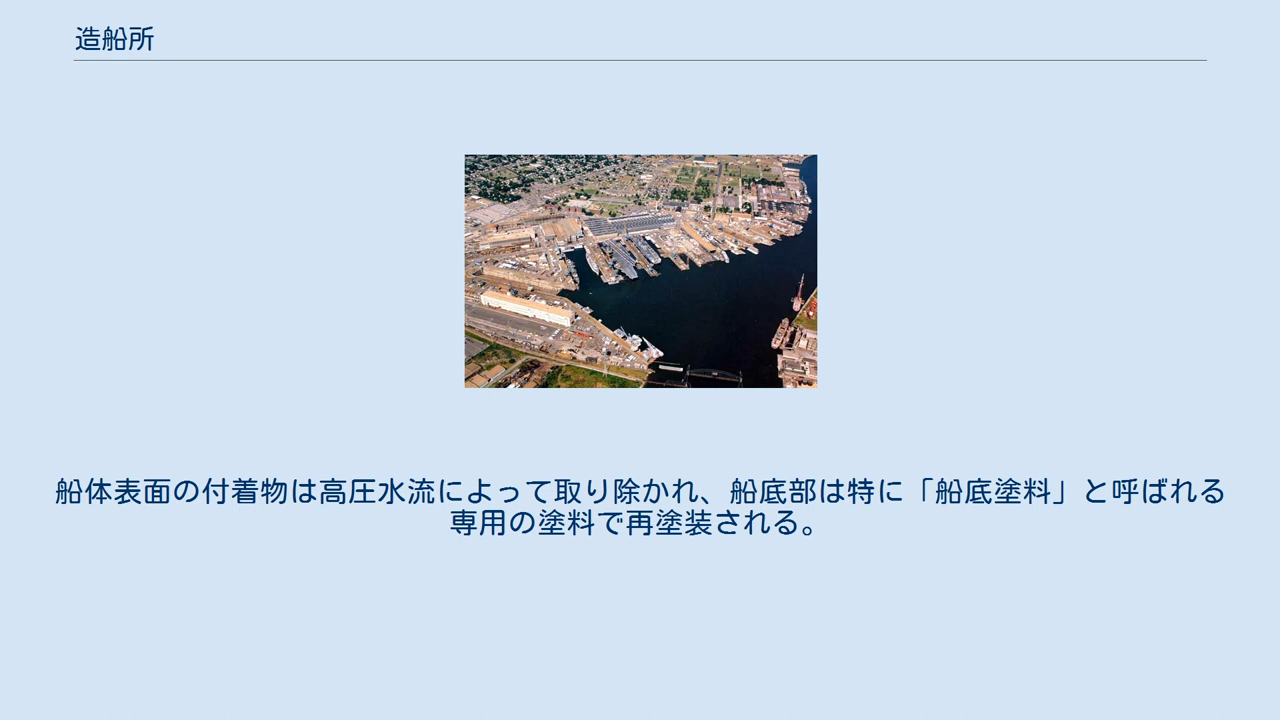 造船所
船体表面の付着物は高圧水流によって取り除かれ、船底部は特に「船底塗料」と呼ばれる
専用の塗料で再塗装される。